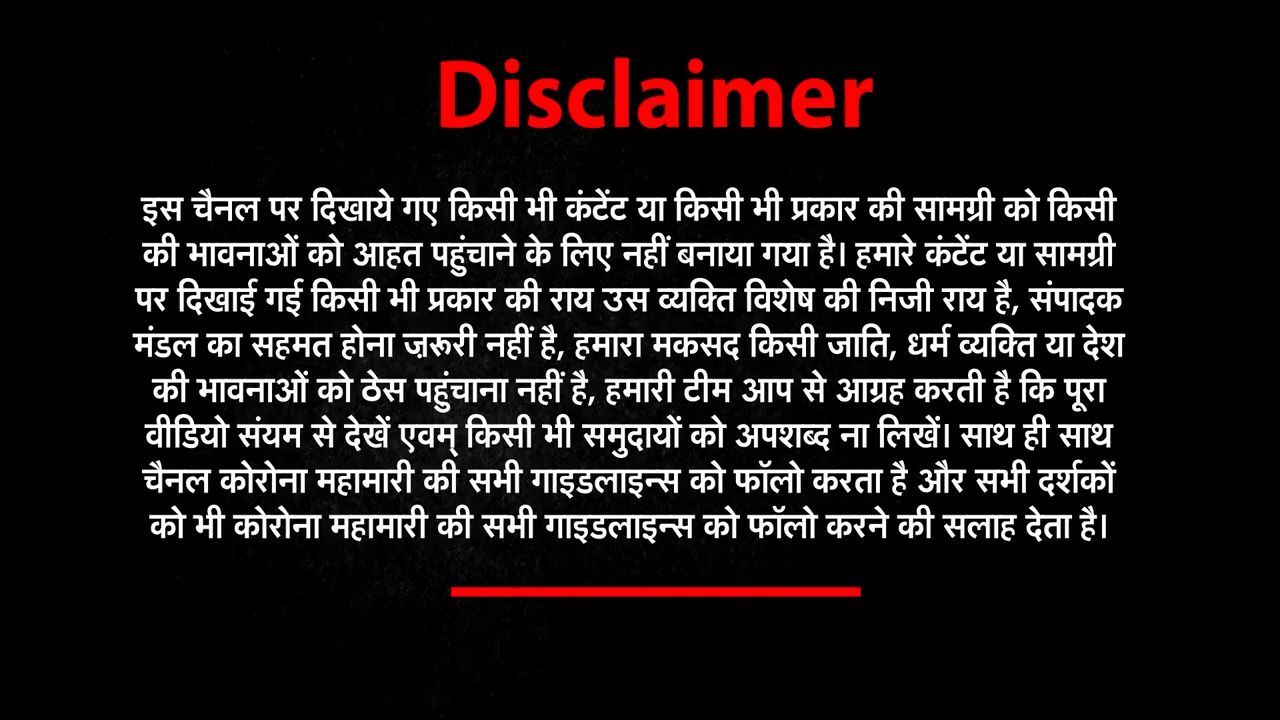 Disclaimer
इस चैनल पर दिखाये गए किसी भी कंटेंट या किसी भी प्रकार की सामग्री को किसी
की भावनाओं को आहत पहुंचाने के लिए नहीं बनाया गया है। हमारे कंटेंट या सामग्री
पर दिखाई गई किसी भी प्रकार की राय उस व्यक्ति विशेष की निजी राय है, संपादक
मंडल का सहमत होना ज़रूरी नहीं है, हमारा मकसद किसी जाति, धर्म व्यक्ति या देश
की भावनाओं को ठेस पहुंचाना नहीं है, हमारी टीम आप से आग्रह करती है कि पूरा
वीडियो संयम से देखें एवम् किसी भी समुदायों को अपशब्द ना लिखें। साथ ही साथ
चैनल कोरोना महामारी की सभी गाइडलाइन्स को फॉलो करता है और सभी दर्शकों
को भी कोरोना महामारी की सभी गाइडलाइन्स को फॉलो करने की सलाह देता है।